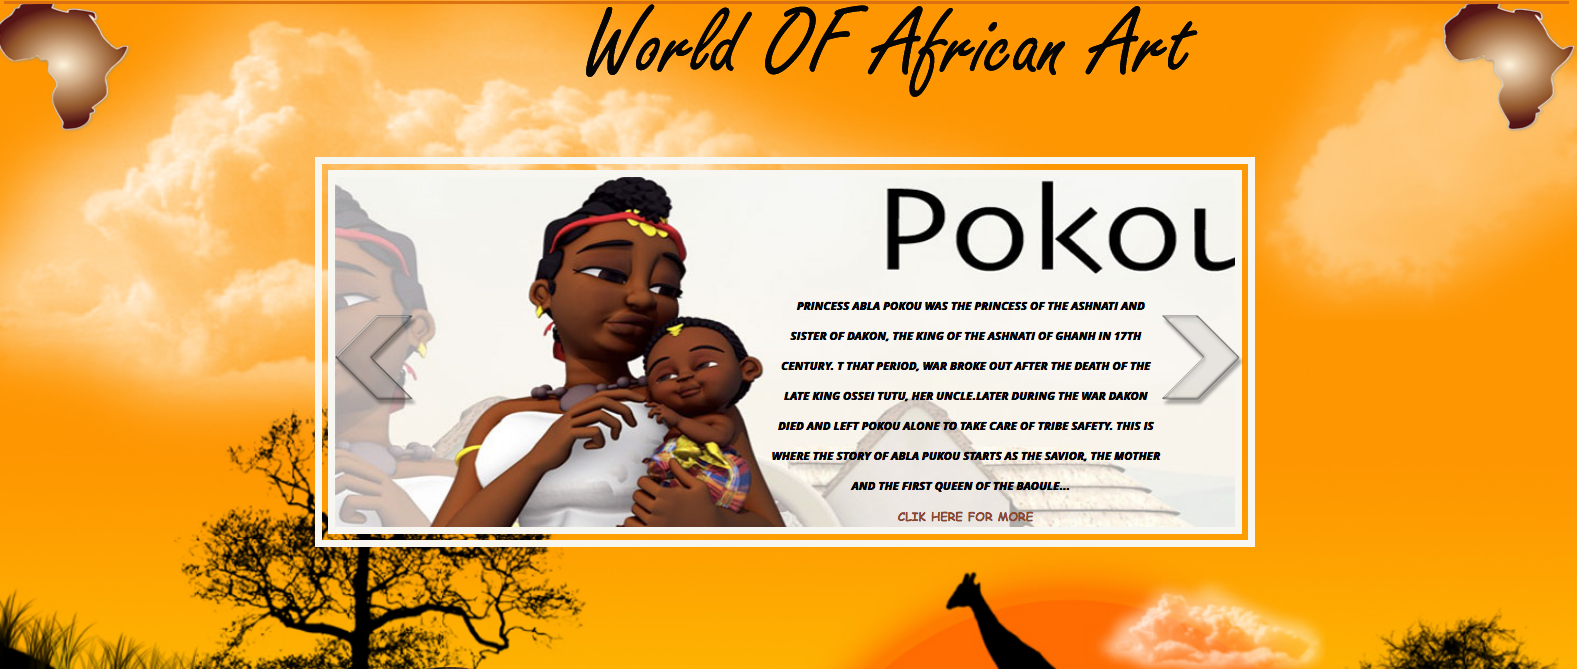 World OF African Art
Pokou
PRINCESS ABLA POKOU WAS THE PRINCESS OF THE ASHNATI AND
SISTER OF DAKON, THE KING OF THE ASHNATI OF GHANH IN 17TH
CENTURY. T THAT PERIOD, WAR BROKE OUT AFTER THE DEATH OF THE
LATE KING OSSEI TUTU, HER UNCLE.LATER DURING THE WAR DAKON
DIED AND LEFT POKOU ALONE TO TAKE CARE OF TRIBE SAFETY. THIS IS
WHERE THE STORY OF ABLA PUKOU STARTS AS THE SAVIOR, THE MOTHER
AND THE FIRST QUEEN OF THE BAOULE...
CLIK HERE FOR MORE